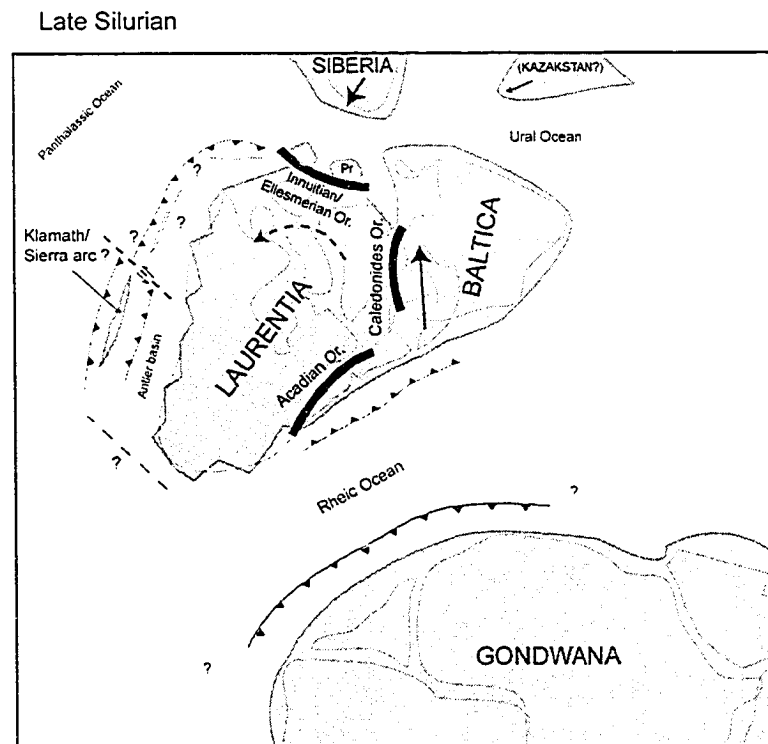 Late Silurian
SIBERIA
(KAZAKSTAN?)
Panthalassic Ocean
Ural Ocean
Pr
?
Innuitian/
Ellesmerian Or.
?
?
Klamath/
Sierra arc ?
Caledonides Or.
BALTICA
LAURENTIA
Antler basin
Acadian Or.
?
Rheic Ocean
?
?
GONDWANA